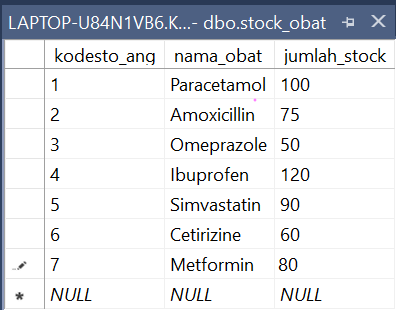 LAPTOP-U84N1VB6.K...- dbo.stock_obat
kodesto_ang nama_obat jumlah_stock
1 Paracetamol 100
2 Amoxicillin 75
3 Omeprazole 50
4 Ibuprofen 120
5 Simvastatin 90
6 Cetirizine 60
7 Metformin 80
NULL NULL NULL